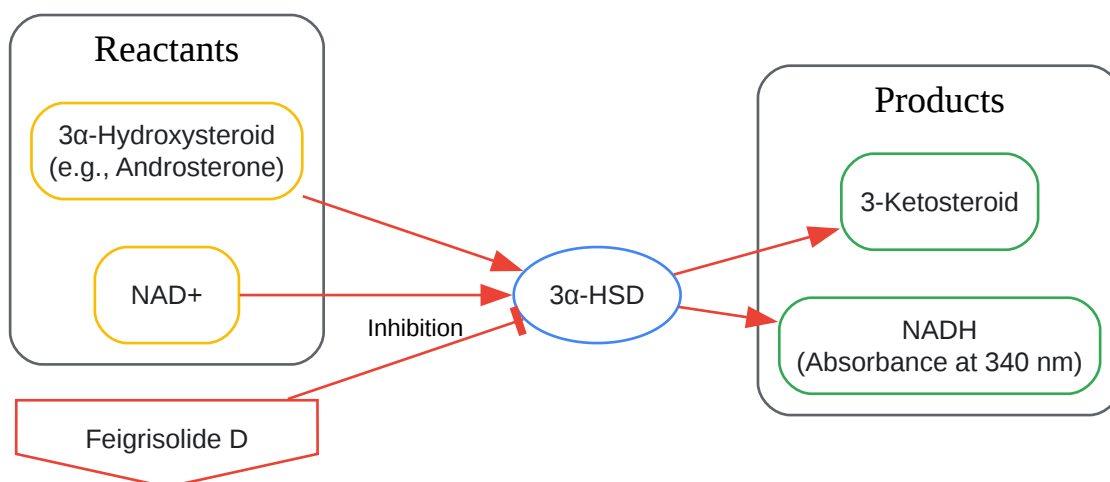 Reactants
3α-Hydroxysteroid
(e.g., Androsterone)
NAD+
Inhibition
Feigrisolide D
3α-HSD
Products
3-Ketosteroid
NADH
(Absorbance at 340 nm)